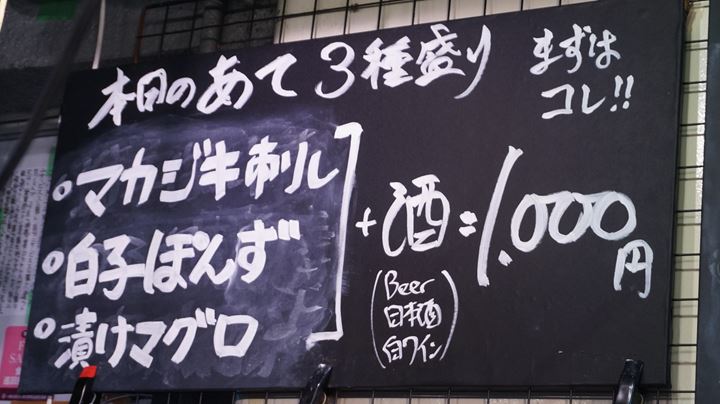 本日のあて3種盛り
まずは
コレ!!
。マカジキ刺し
。白子ぽんず
。漬けマグロ
+酒=1.000円
(Beer
日本酒
白ワイン)